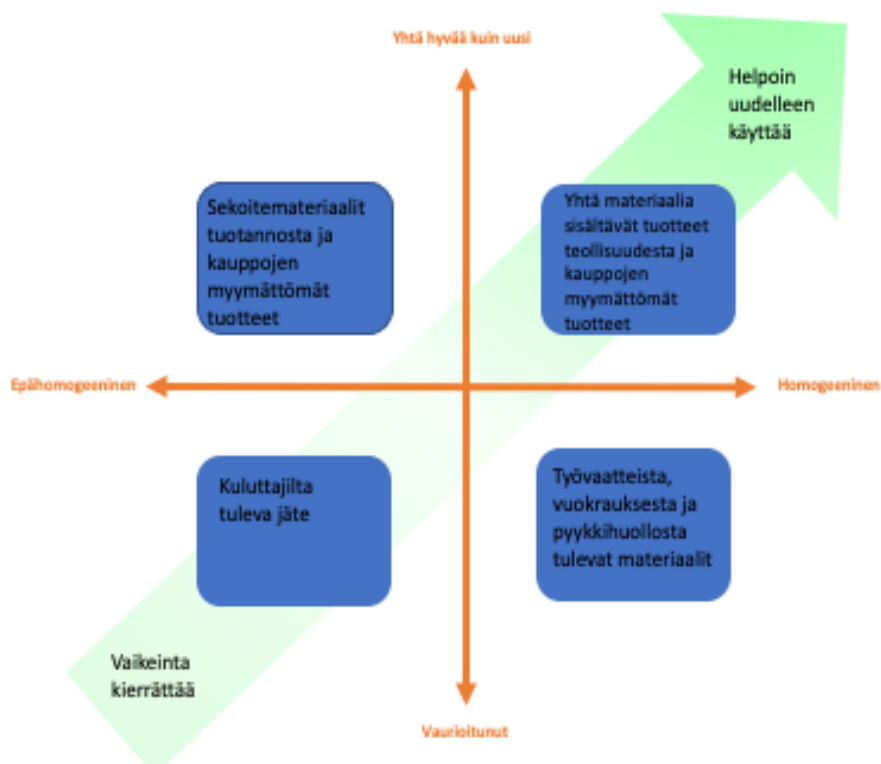 Yhtä hyvää kuin uusi
Helpoin
uudelleen
käyttää
Sekoitemateriaalit
tuotannosta ja
kauppojen
myymättömät
tuotteet
Yhtä materiaalia
sisältävät tuotteet
teollisuudesta ja
kauppojen
myymättömät
tuotteet
Epähomogeeninen
Homogeeninen
Kuluttajilta
tuleva jäte
Työvaatteista,
vuokrauksesta ja
pyykkihuollosta
tulevat materiaalit
Vaikeinta
kierrättää
Vaurioitunut